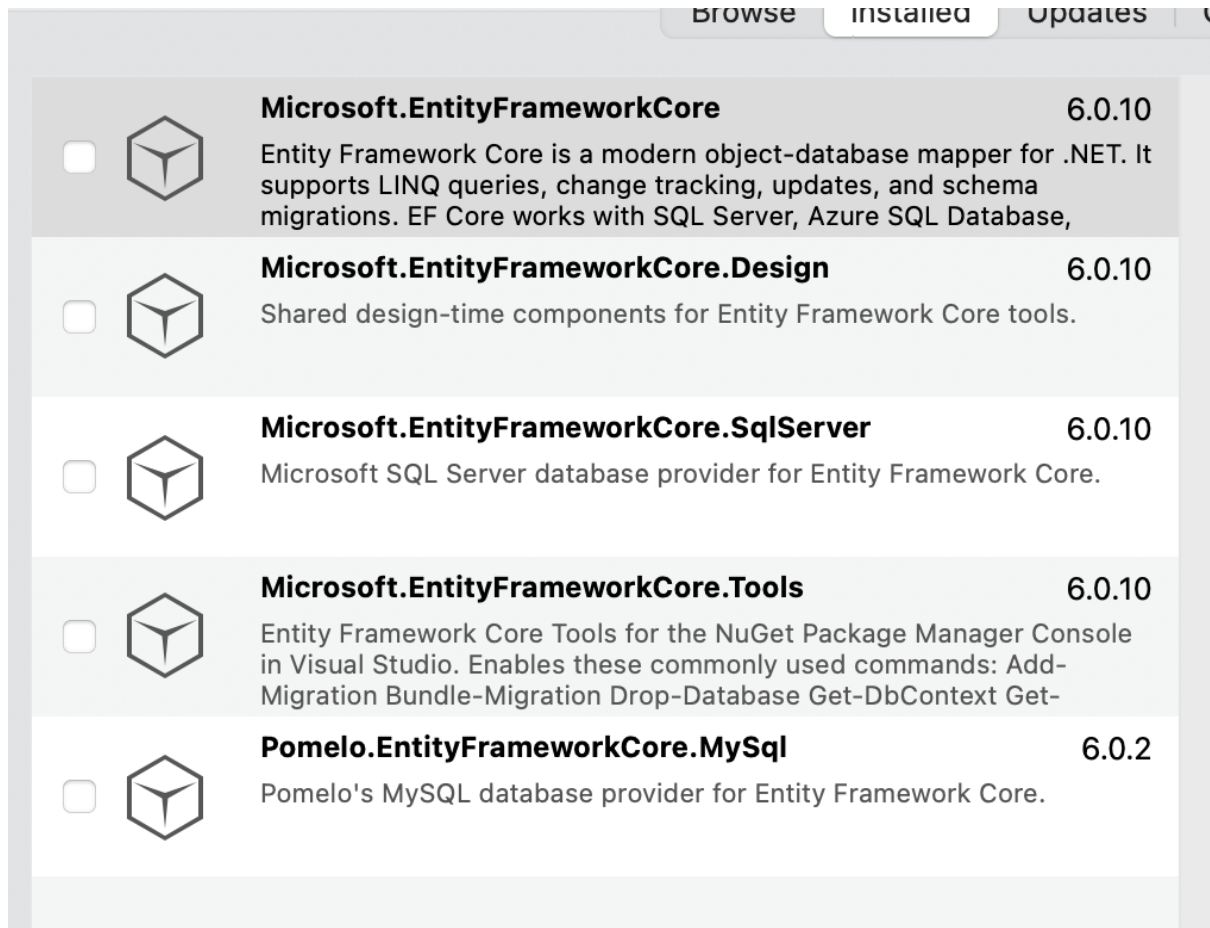 Browse Installed Updates
Microsoft.EntityFrameworkCore 6.0.10
Entity Framework Core is a modern object-database mapper for .NET. It
supports LINQ queries, change tracking, updates, and schema
migrations. EF Core works with SQL Server, Azure SQL Database,
Microsoft.EntityFrameworkCore.Design 6.0.10
Shared design-time components for Entity Framework Core tools.
Microsoft.EntityFrameworkCore.SqlServer 6.0.10
Microsoft SQL Server database provider for Entity Framework Core.
Microsoft.EntityFrameworkCore.Tools 6.0.10
Entity Framework Core Tools for the NuGet Package Manager Console
in Visual Studio. Enables these commonly used commands: Add-
Migration Bundle-Migration Drop-Database Get-DbContext Get-
Pomelo.EntityFrameworkCore.MySql 6.0.2
Pomelo's MySQL database provider for Entity Framework Core.